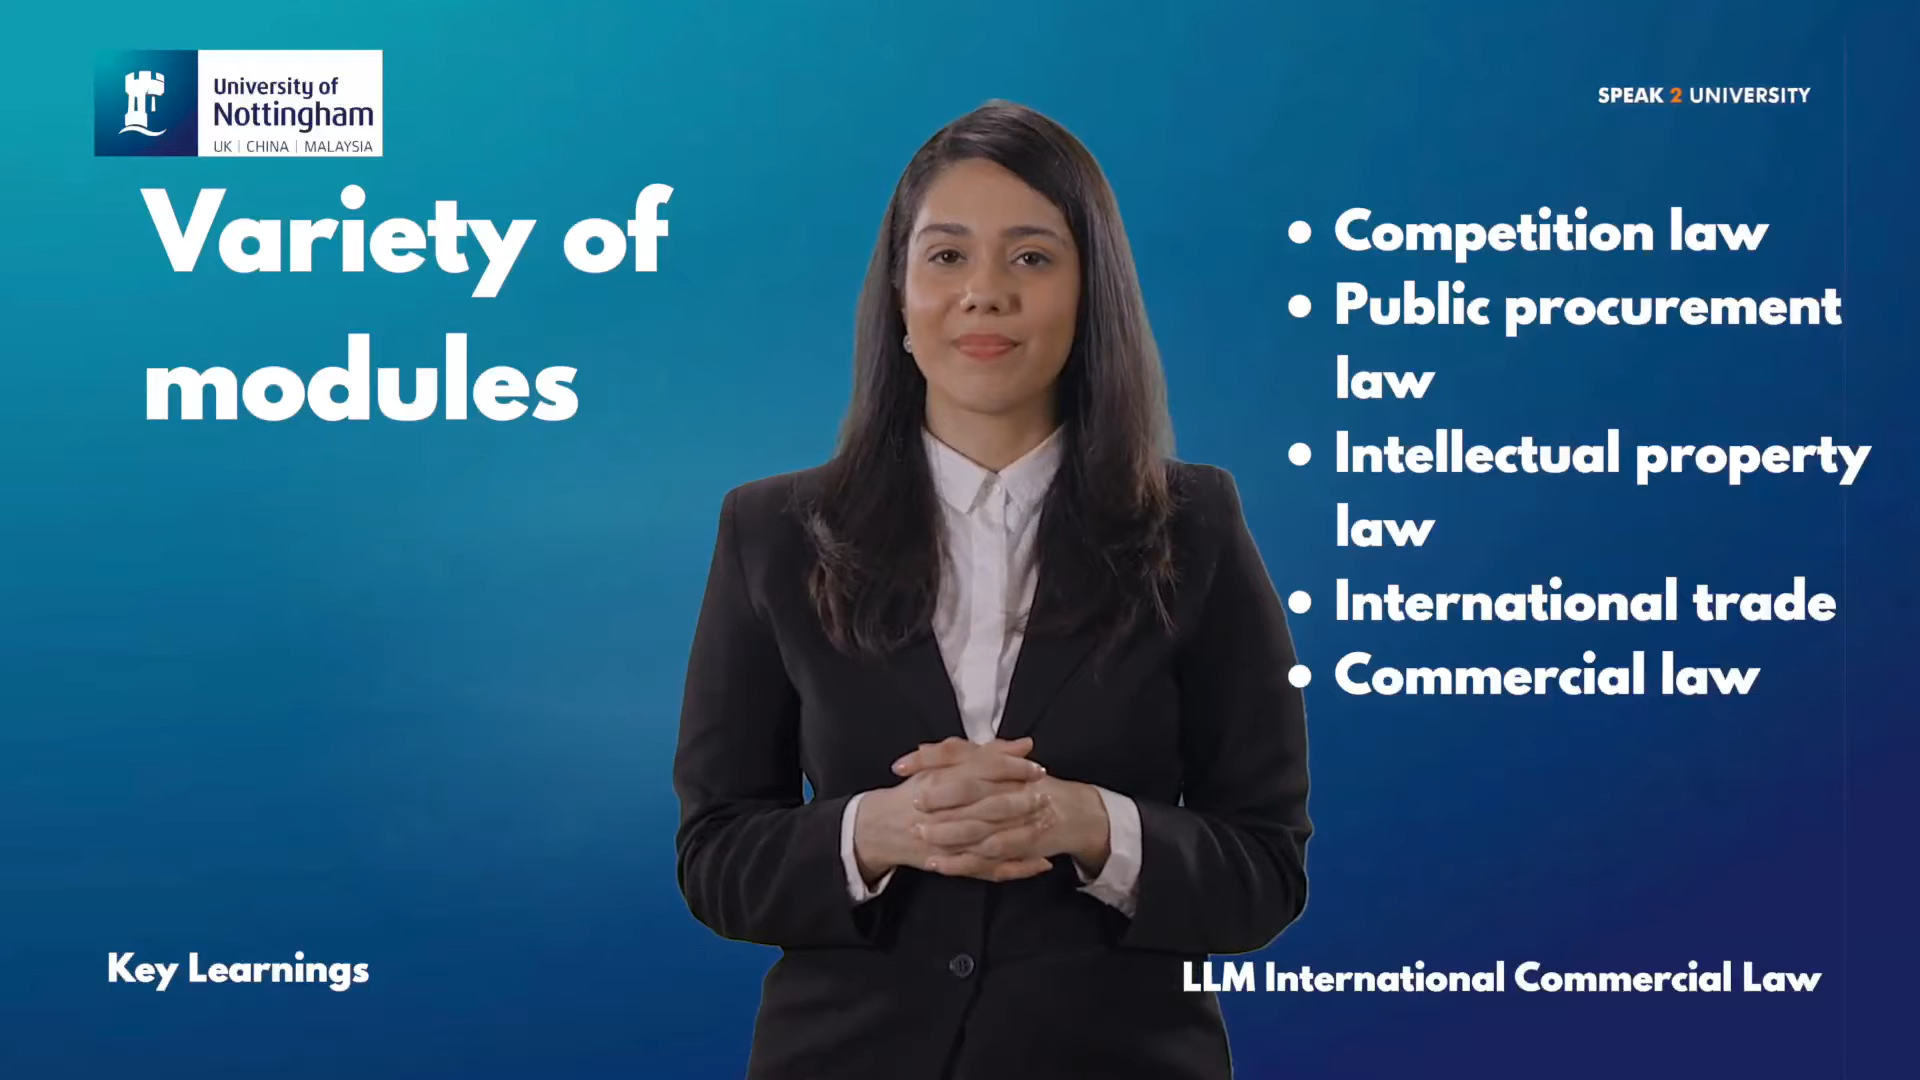 University of
Nottingham
UK | CHINA | MALAYSIA
SPEAK 2 UNIVERSITY
Variety of
modules
• Competition law
• Public procurement
law
• Intellectual property
law
• International trade
• Commercial law
Key Learnings
LLM International Commercial Law